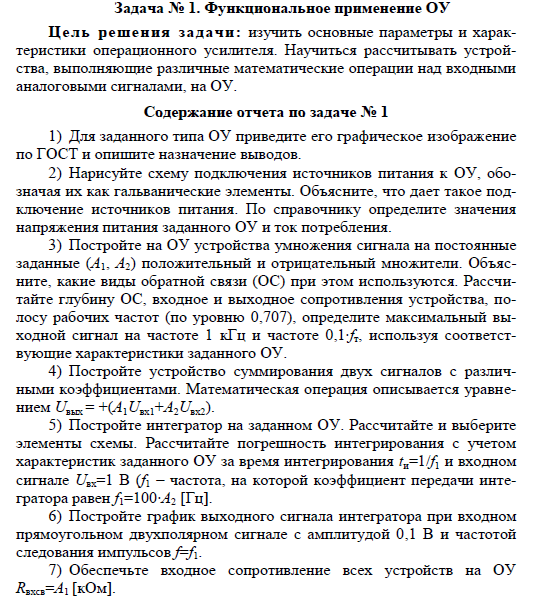 Задача № 1. Функциональное применение ОУ
Цель решения задачи: изучить основные параметры и харак-
теристики операционного усилителя. Научиться рассчитывать устрой-
ства, выполняющие различные математические операции над входными
аналоговыми сигналами, на ОУ.
Содержание отчета по задаче № 1
1) Для заданного типа ОУ приведите его графическое изображение
по ГОСТ и опишите назначение выводов.
2) Нарисуйте схему подключения источников питания к ОУ, обо-
значая их как гальванические элементы. Объясните, что дает такое под-
ключение источников питания. По справочнику определите значения
напряжения питания заданного ОУ и ток потребления.
3) Постройте на ОУ устройства умножения сигнала на постоянные
заданные (A₁, A₂) положительный и отрицательный множители. Объяс-
ните, какие виды обратной связи (ОС) при этом используются. Рассчи-
тайте глубину ОС, входное и выходное сопротивления устройства, по-
лосу рабочих частот (по уровню 0,707), определите максимальный вы-
ходной сигнал на частоте 1 кГц и частоте 0,1·fт, используя соответст-
вующие характеристики заданного ОУ.
4) Постройте устройство суммирования двух сигналов с различ-
ными коэффициентами. Математическая операция описывается уравне-
нием Uвых = +(A₁Uвх1+A₂Uвх2).
5) Постройте интегратор на заданном ОУ. Рассчитайте и выберите
элементы схемы. Рассчитайте погрешность интегрирования с учетом
характеристик заданного ОУ за время интегрирования tи=1/f₁ и входном
сигнале Uвх=1 В (f₁ – частота, на которой коэффициент передачи инте-
гратора равен f₁=100·A₂ [Гц].
6) Постройте график выходного сигнала интегратора при входном
прямоугольном двухполярном сигнале с амплитудой 0,1 В и частотой
следования импульсов f=f₁.
7) Обеспечьте входное сопротивление всех устройств на ОУ
Rвхсв=A₁ [кОм].